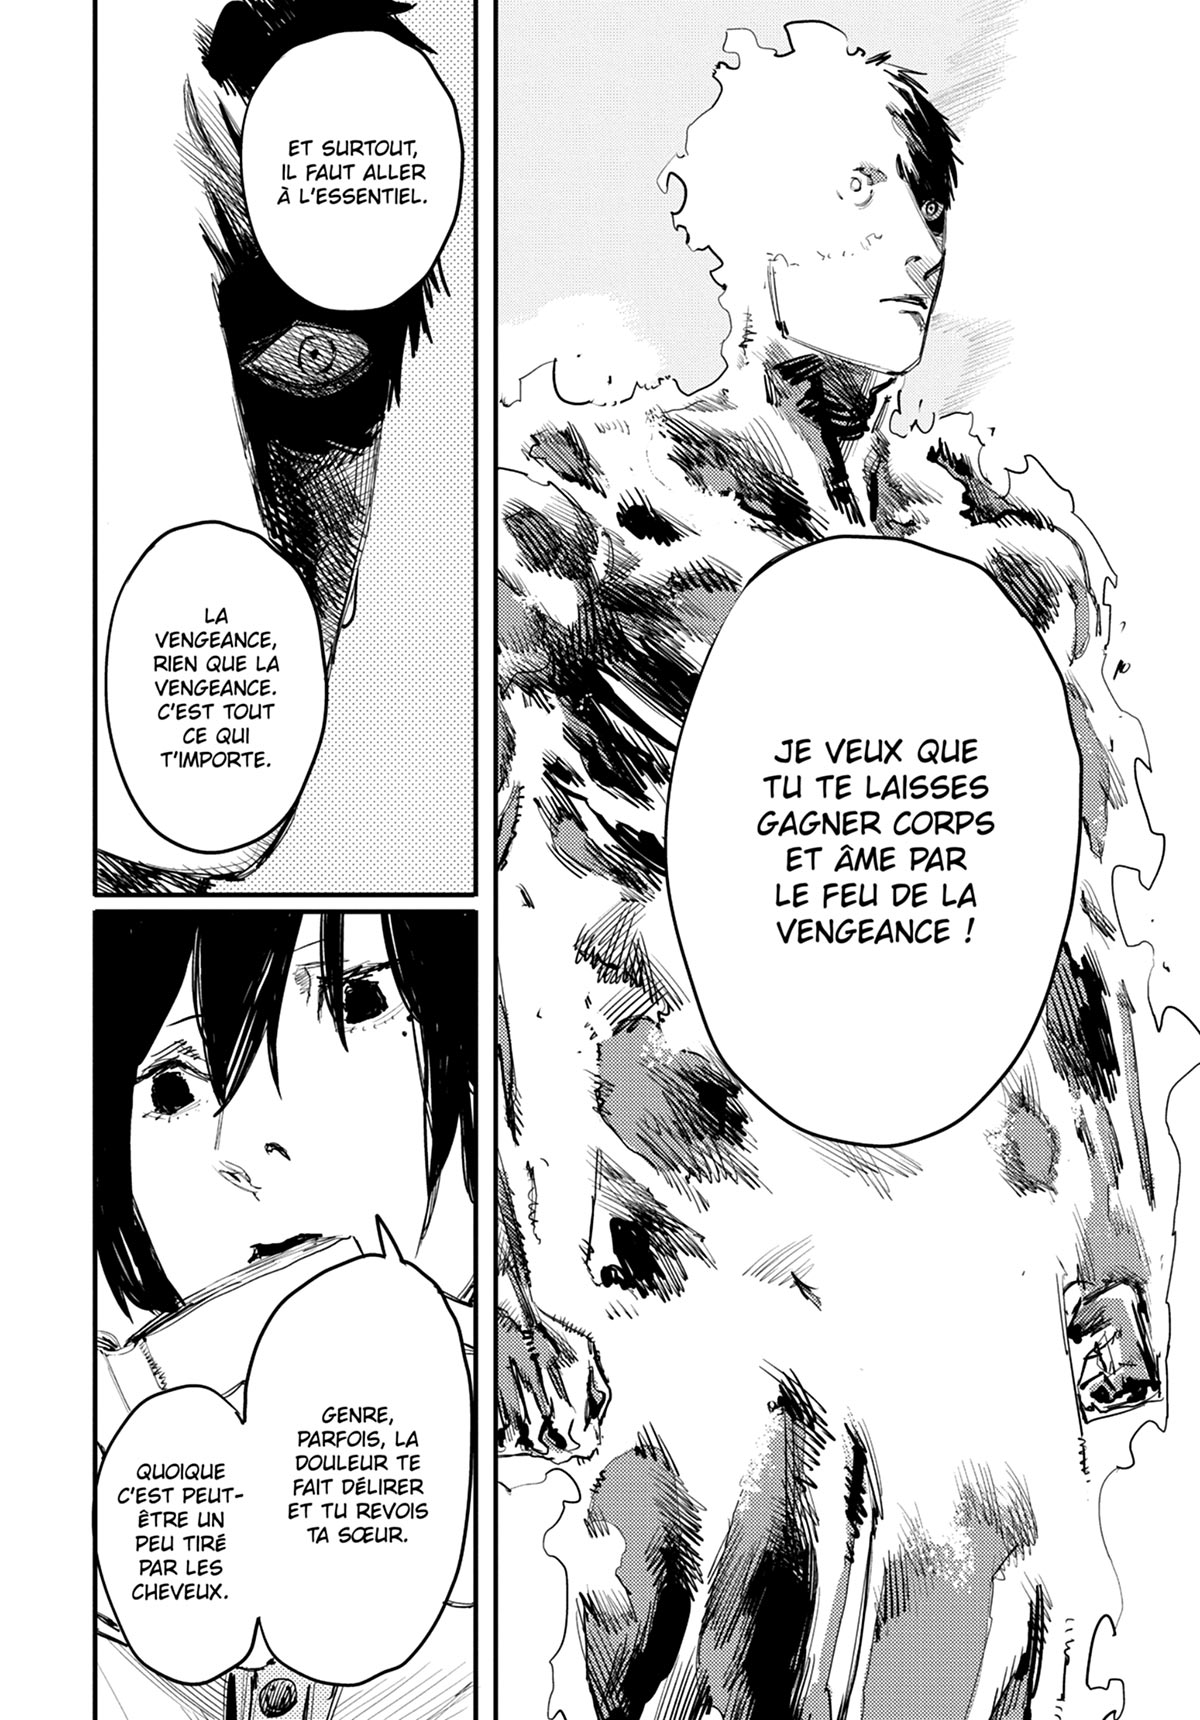 JE VEUX QUE
TU TE LAISSES
GAGNER CORPS
ET ÂME PAR
LE FEU DE LA
VENGEANCE !
ET SURTOUT,
IL FAUT ALLER
À L'ESSENTIEL.
LA
VENGEANCE,
RIEN QUE LA
VENGEANCE.
C'EST TOUT
CE QUI
T'IMPORTE.
GENRE,
PARFOIS, LA
DOULEUR TE
FAIT DÉLIRER
ET TU REVOIS
TA SŒUR.
QUOIQUE
C'EST PEUT-
ÊTRE UN
PEU TIRÉ
PAR LES
CHEVEUX.